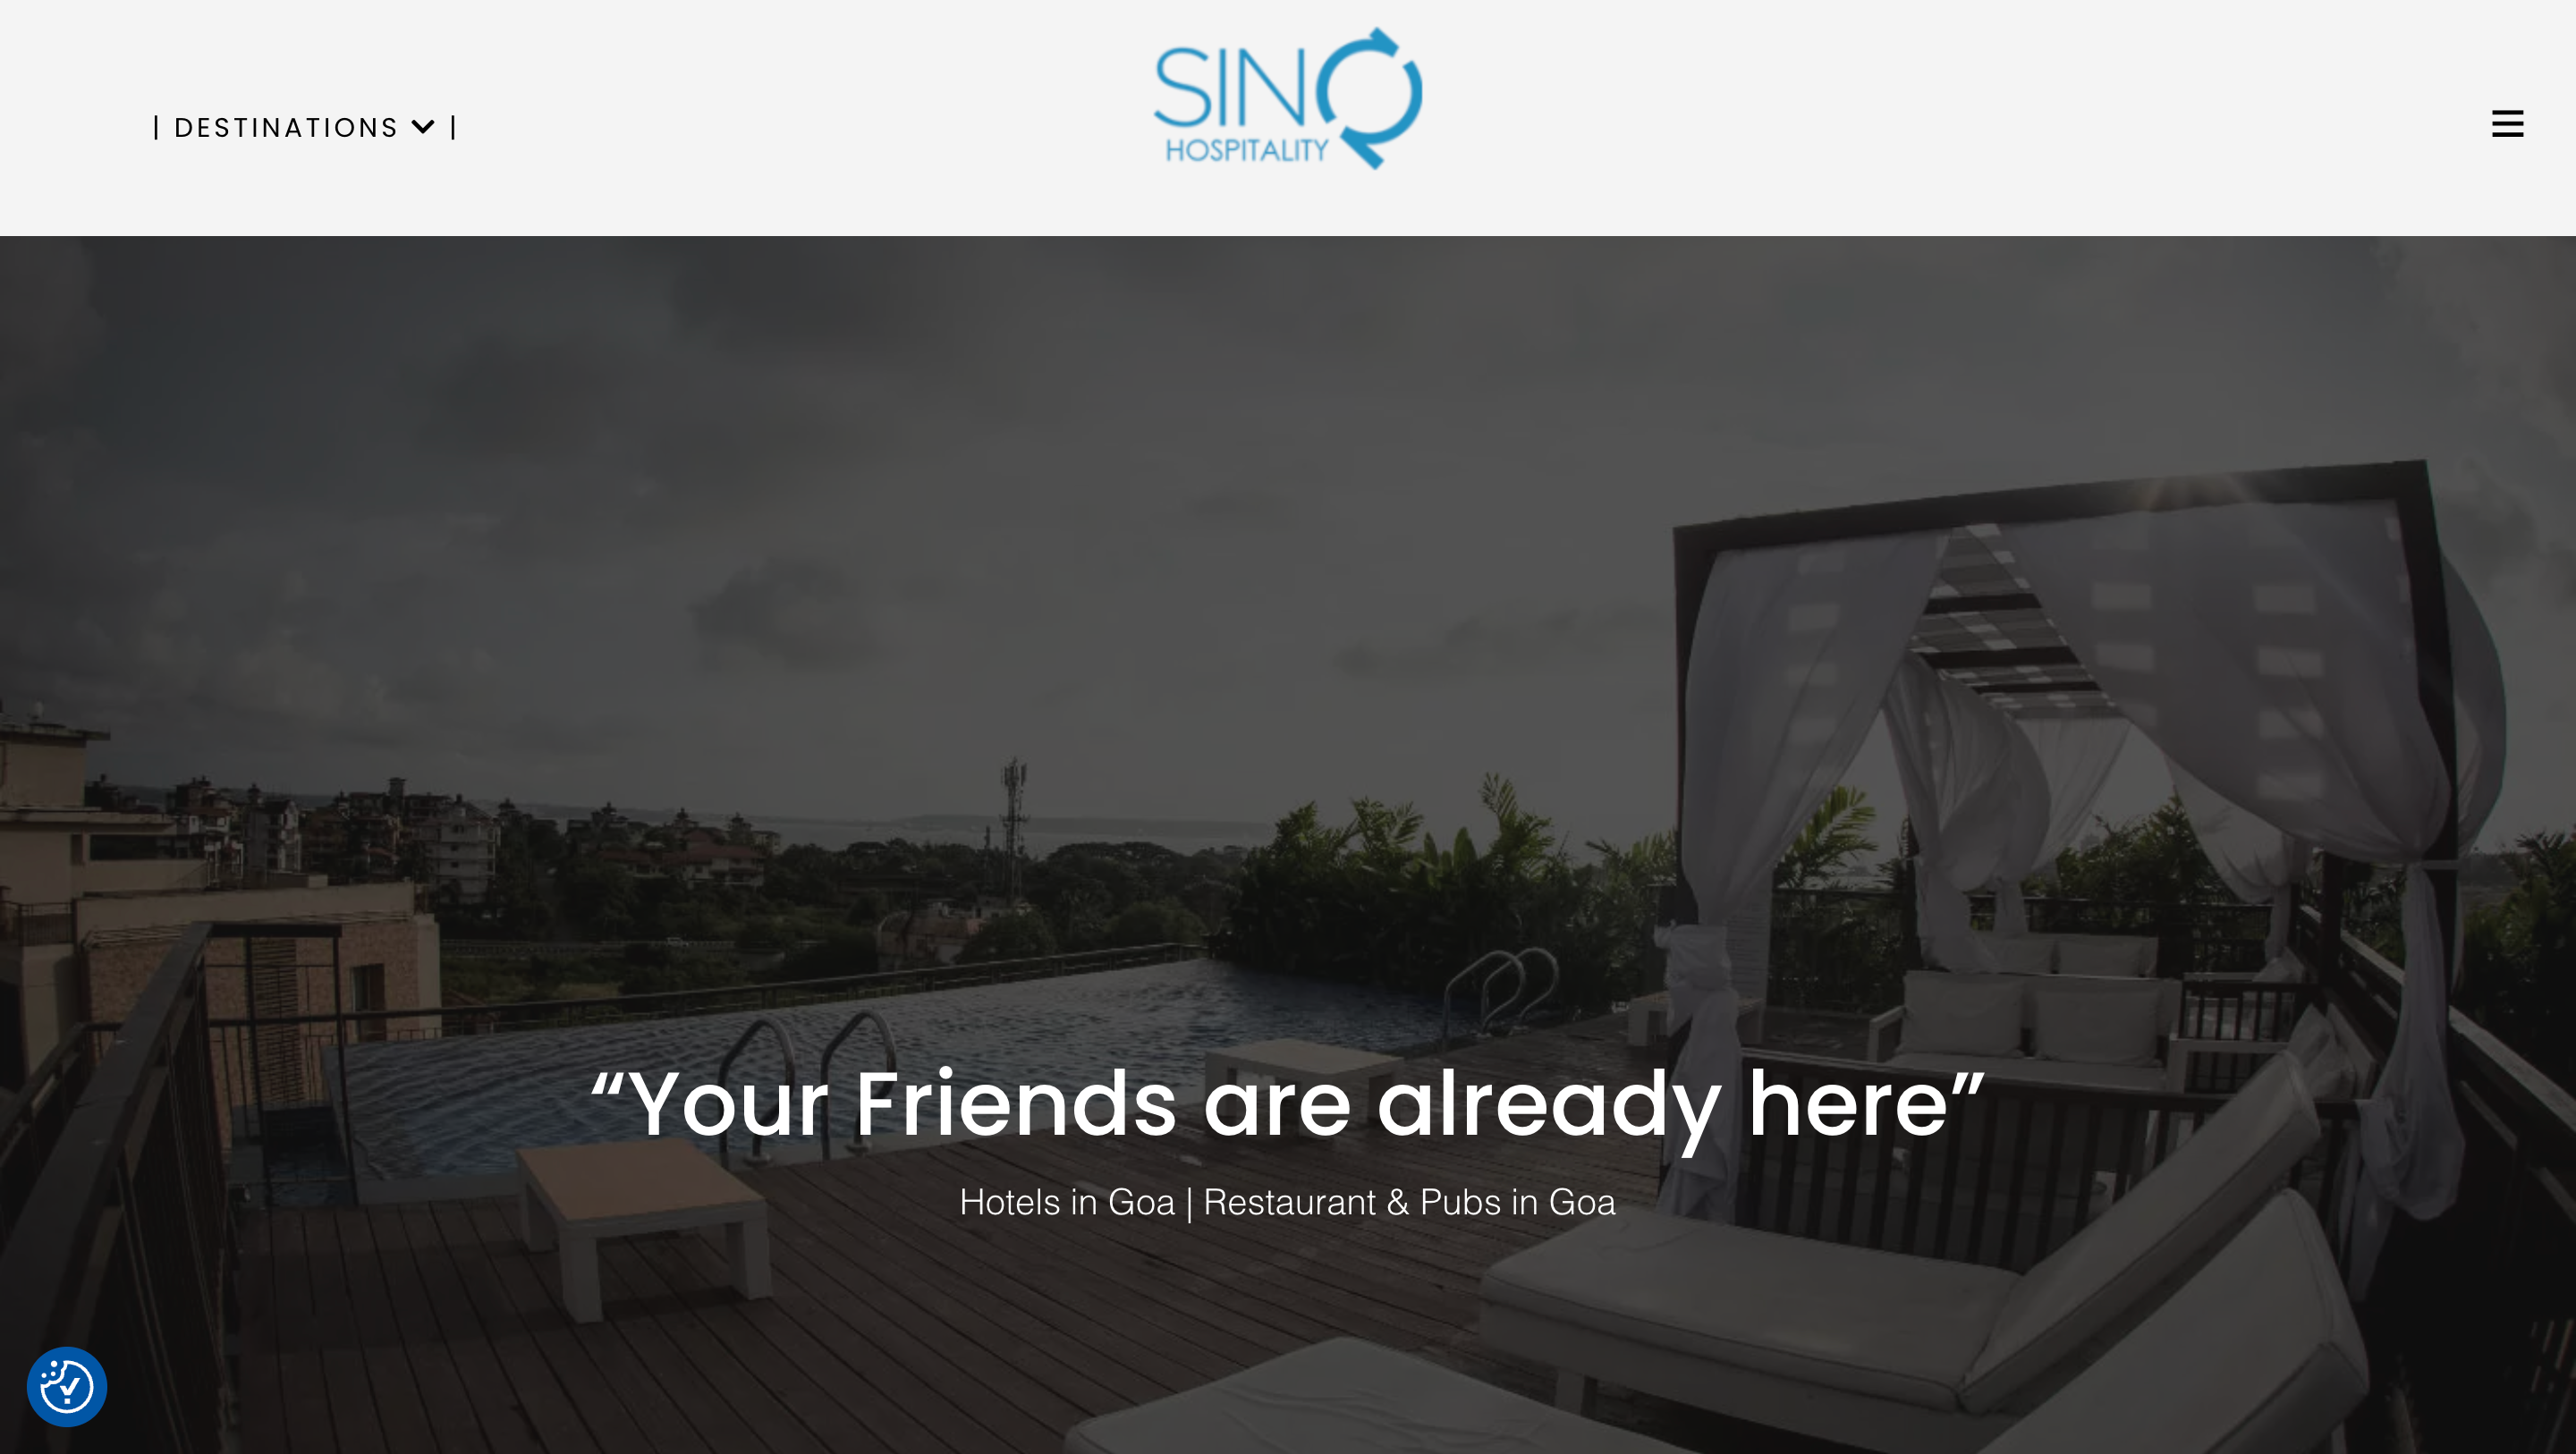 | DESTINATIONS |
SINQ
HOSPITALITY
“Your Friends are already here”
Hotels in Goa | Restaurant & Pubs in Goa